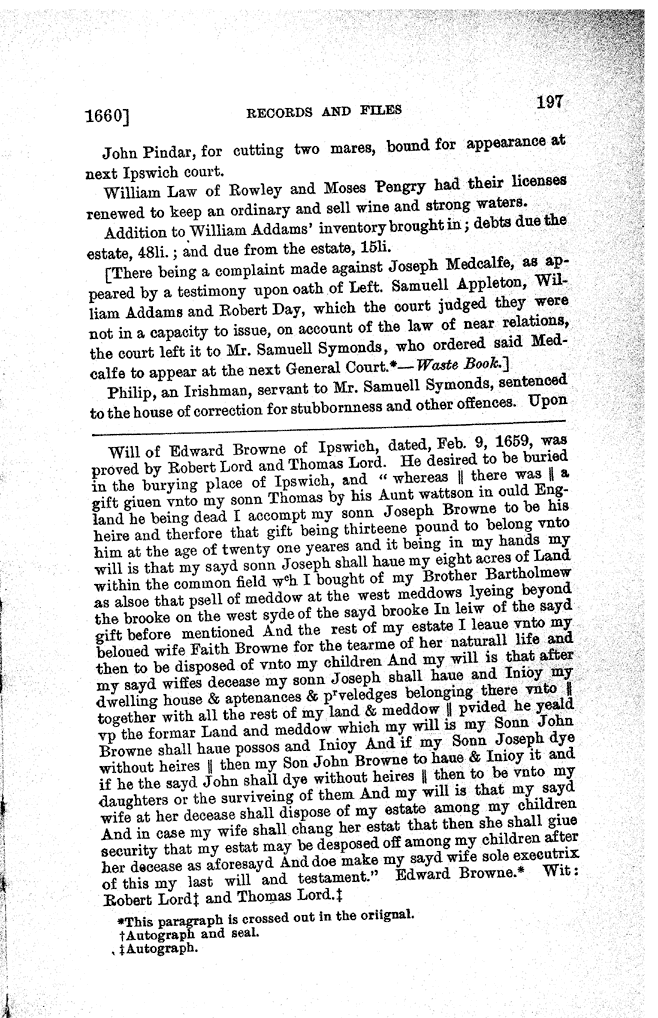 1660] RECORDS AND FILES 197
John Pindar, for cutting two mares, bound for appearance at
next Ipswich court.
William Law of Rowley and Moses Pengry had their licenses
renewed to keep an ordinary and sell wine and strong waters.
Addition to William Addams' inventory brought in; debts due the
estate, 48li.; and due from the estate, 15li.
[There being a complaint made against Joseph Medcalfe, as ap-
peared by a testimony upon oath of Left. Samuell Appleton, Wil-
liam Addams and Robert Day, which the court judged they were
not in a capacity to issue, on account of the law of near relations,
the court left it to Mr. Samuell Symonds, who ordered said Med-
calfe to appear at the next General Court.*—Waste Book.]
Philip, an Irishman, servant to Mr. Samuell Symonds, sentenced
to the house of correction for stubbornness and other offences. Upon
Will of Edward Browne of Ipswich, dated, Feb. 9, 1659, was
proved by Robert Lord and Thomas Lord. He desired to be buried
in the burying place of Ipswich, and "whereas ‖ there was ‖ a
gift giuen vnto my sonn Thomas by his Aunt wattson in ould Eng-
land he being dead I accompt my sonn Joseph Browne to be his
heire and therfore that gift being thirteene pound to belong vnto
him at the age of twenty one yeares and it being in my hands my
will is that my sayd sonn Joseph shall haue my eight acres of Land
within the common field wᶜh I bought of my Brother Bartholmew
as alsoe that psell of meddow at the west meddows lyeing beyond
the brooke on the west syde of the sayd brooke In leiw of the sayd
gift before mentioned And the rest of my estate I leaue vnto my
beloued wife Faith Browne for the tearme of her naturall life and
then to be disposed of vnto my children And my will is that after
my sayd wiffes decease my sonn Joseph shall haue and Inioy my
dwelling house & aptenances & pʳveledges belonging there vnto ‖
together with all the rest of my land & meddow ‖ pvided he yeald
vp the formar Land and meddow which my will is my Sonn John
Browne shall haue possos and Inioy And if my Sonn Joseph dye
without heires ‖ then my Son John Browne to haue & Inioy it and
if he the sayd John shall dye without heires ‖ then to be vnto my
daughters or the surviveing of them And my will is that my sayd
wife at her decease shall dispose of my estate among my children
And in case my wife shall chang her estat that then she shall giue
security that my estat may be desposed off among my children after
her decease as aforesayd And doe make my sayd wife sole executrix
of this my last will and testament." Edward Browne.* Wit:
Robert Lord‡ and Thomas Lord.‡
*This paragraph is crossed out in the oriignal.
†Autograph and seal.
‡Autograph.